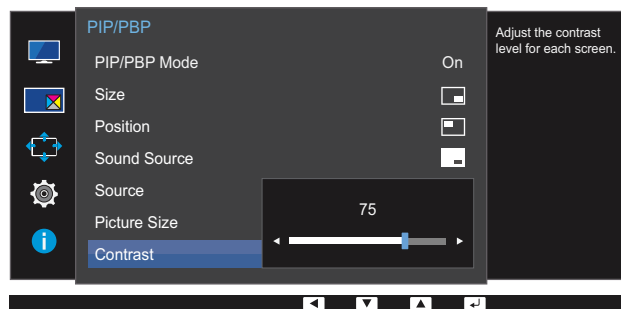 PIP/PBP
PIP/PBP Mode On
Size
Position
Sound Source
Source
Picture Size
Contrast
75
Adjust the contrast
level for each screen.